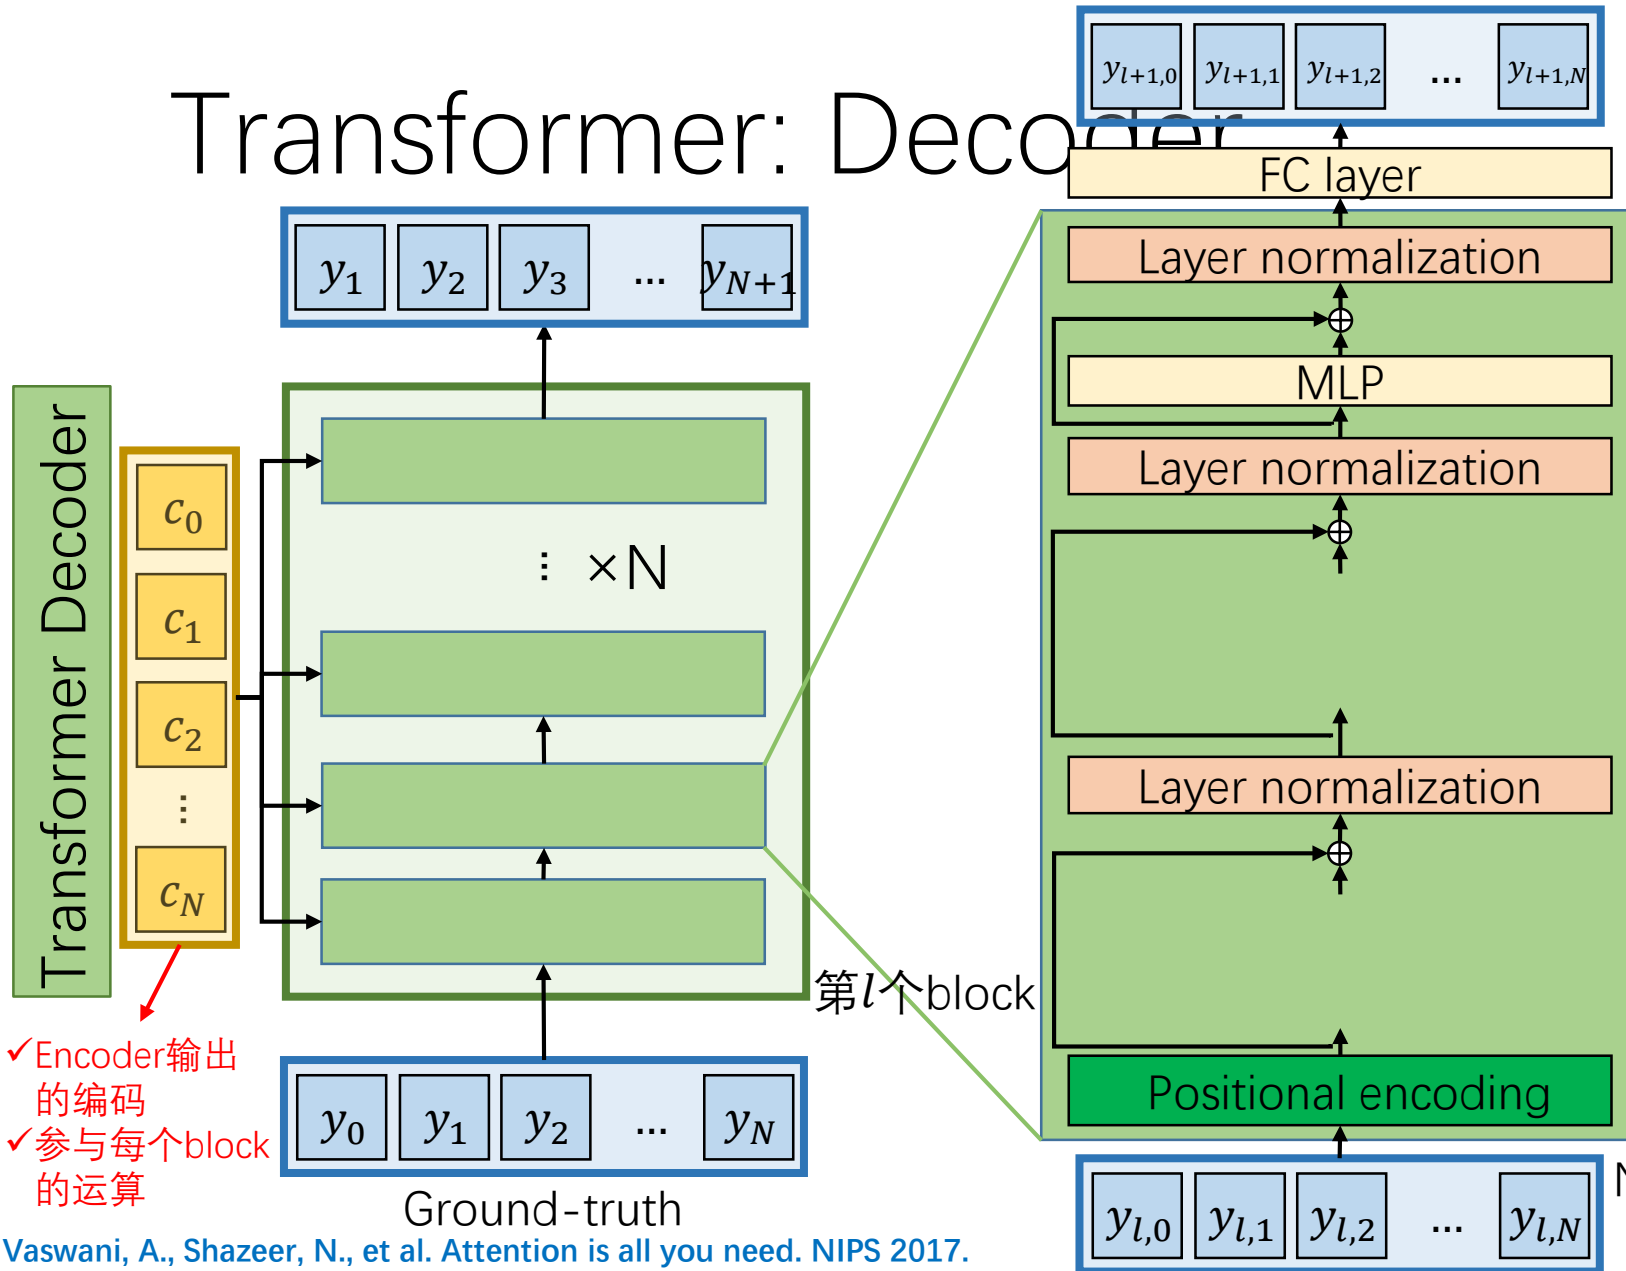 Transformer: Decoder
y_1 y_2 y_3 ... y_{N+1}
Transformer Decoder
c_0
c_1
c_2
⋮
c_N
⋮ ×N
✓Encoder输出
的编码
✓参与每个block
的运算
y_0 y_1 y_2 ... y_N
Ground-truth
第l个block
y_{l+1,0} y_{l+1,1} y_{l+1,2} ... y_{l+1,N}
FC layer
Layer normalization
MLP
Layer normalization
Layer normalization
Positional encoding
y_{l,0} y_{l,1} y_{l,2} ... y_{l,N}
Vaswani, A., Shazeer, N., et al. Attention is all you need. NIPS 2017.